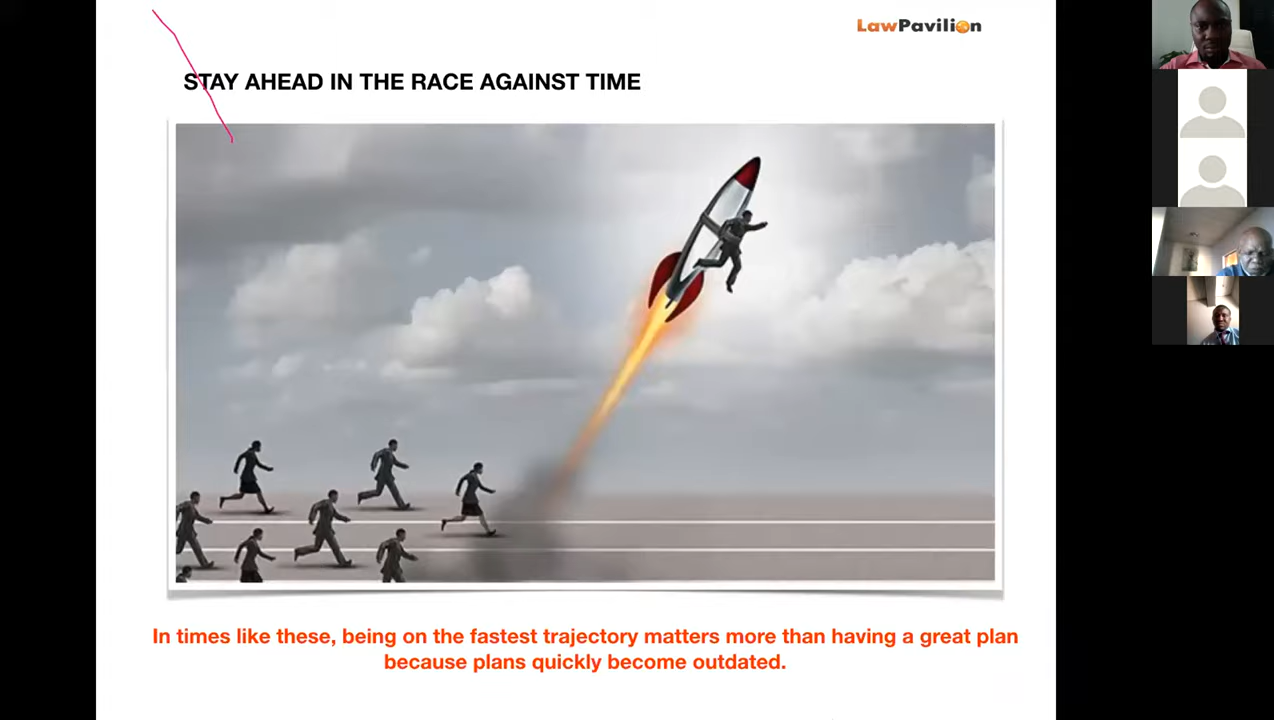 LawPavilion
STAY AHEAD IN THE RACE AGAINST TIME
In times like these, being on the fastest trajectory matters more than having a great plan
because plans quickly become outdated.